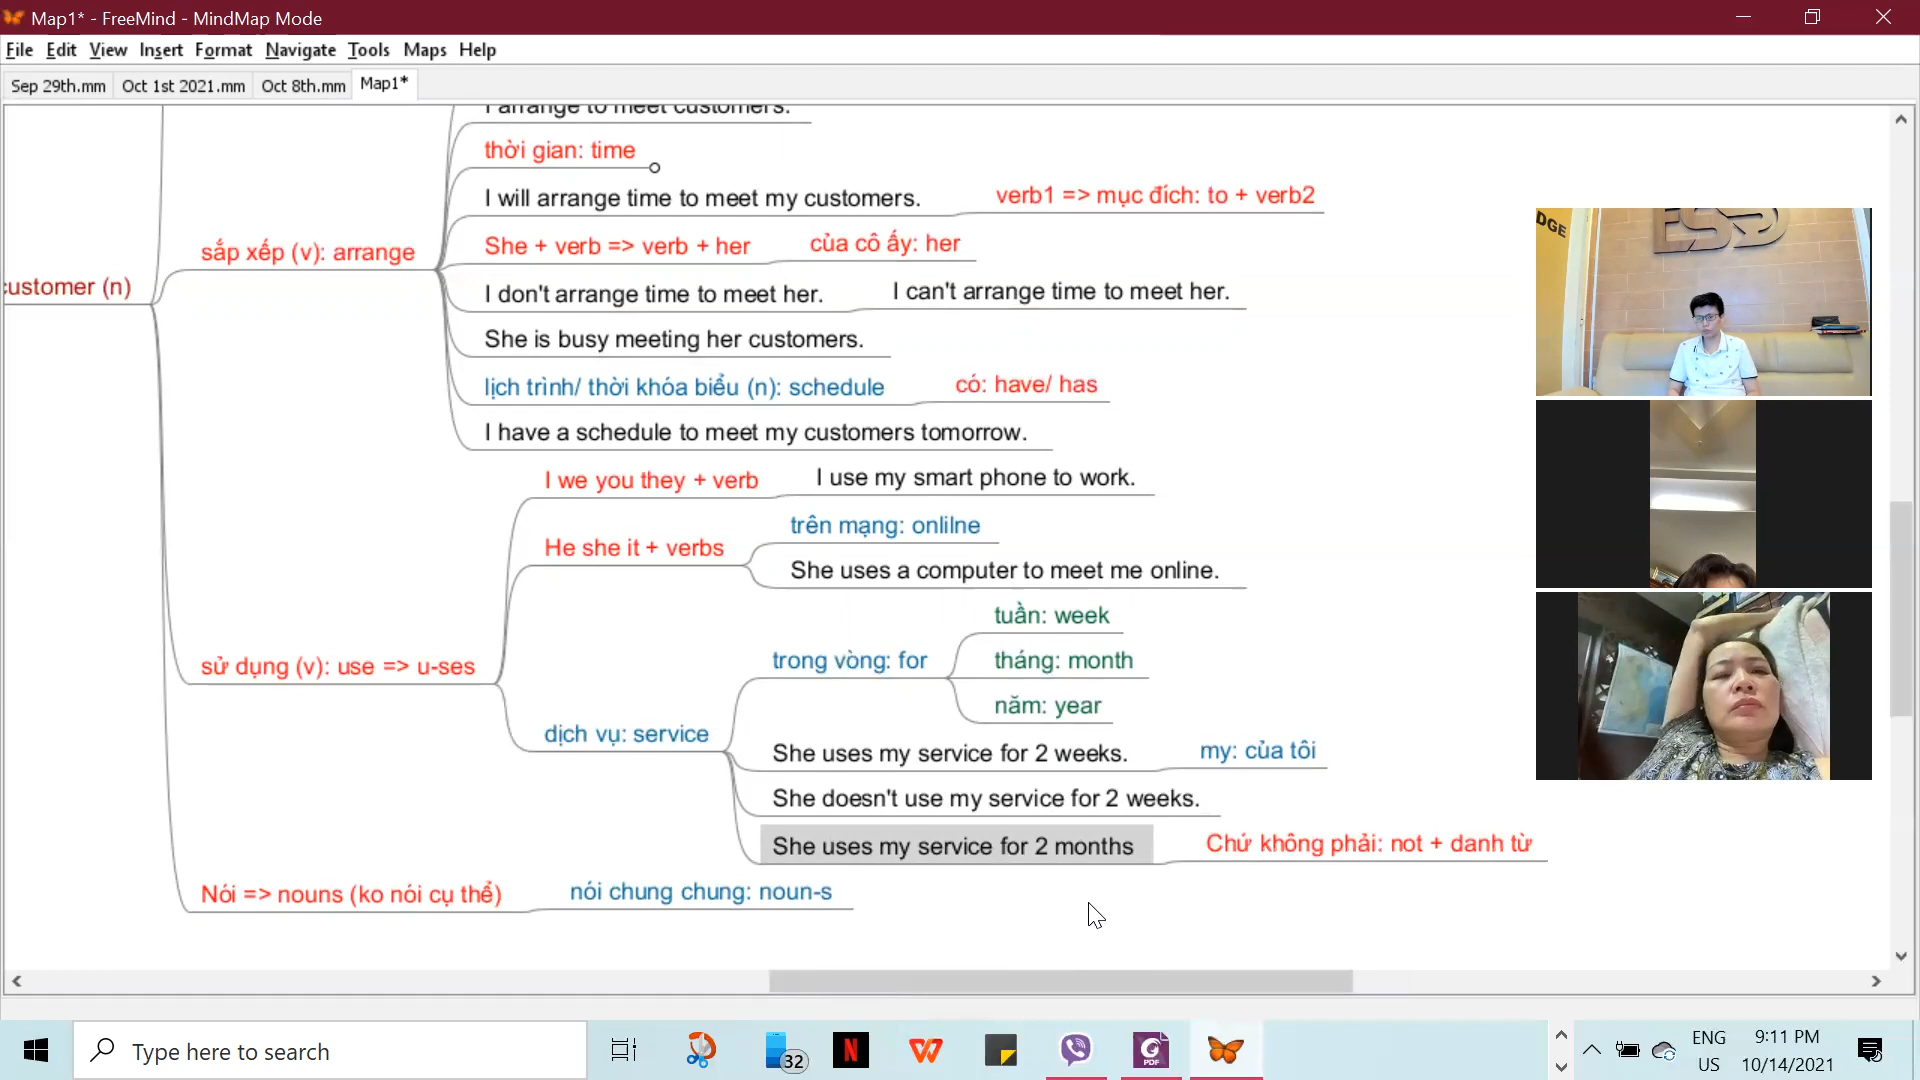 Map1* - FreeMind - MindMap Mode
File Edit View Insert Format Navigate Tools Maps Help
Sep 29th.mm Oct 1st 2021.mm Oct 8th.mm Map1*
I arrange to meet customers.
thời gian: time
I will arrange time to meet my customers.
verb1 => mục đích: to + verb2
sắp xếp (v): arrange
She + verb => verb + her
của cô ấy: her
customer (n)
I don't arrange time to meet her.
I can't arrange time to meet her.
She is busy meeting her customers.
lịch trình/ thời khóa biểu (n): schedule
có: have/ has
I have a schedule to meet my customers tomorrow.
I we you they + verb
I use my smart phone to work.
trên mạng: onlilne
He she it + verbs
She uses a computer to meet me online.
tuần: week
sử dụng (v): use => u-ses
trong vòng: for
tháng: month
năm: year
dịch vụ: service
She uses my service for 2 weeks.
my: của tôi
She doesn't use my service for 2 weeks.
She uses my service for 2 months
Chứ không phải: not + danh từ
Nói => nouns (ko nói cụ thể)
nói chung chung: noun-s
DGE
ESD
Type here to search
32
N
W
PDF
ENG
US
9:11 PM
10/14/2021